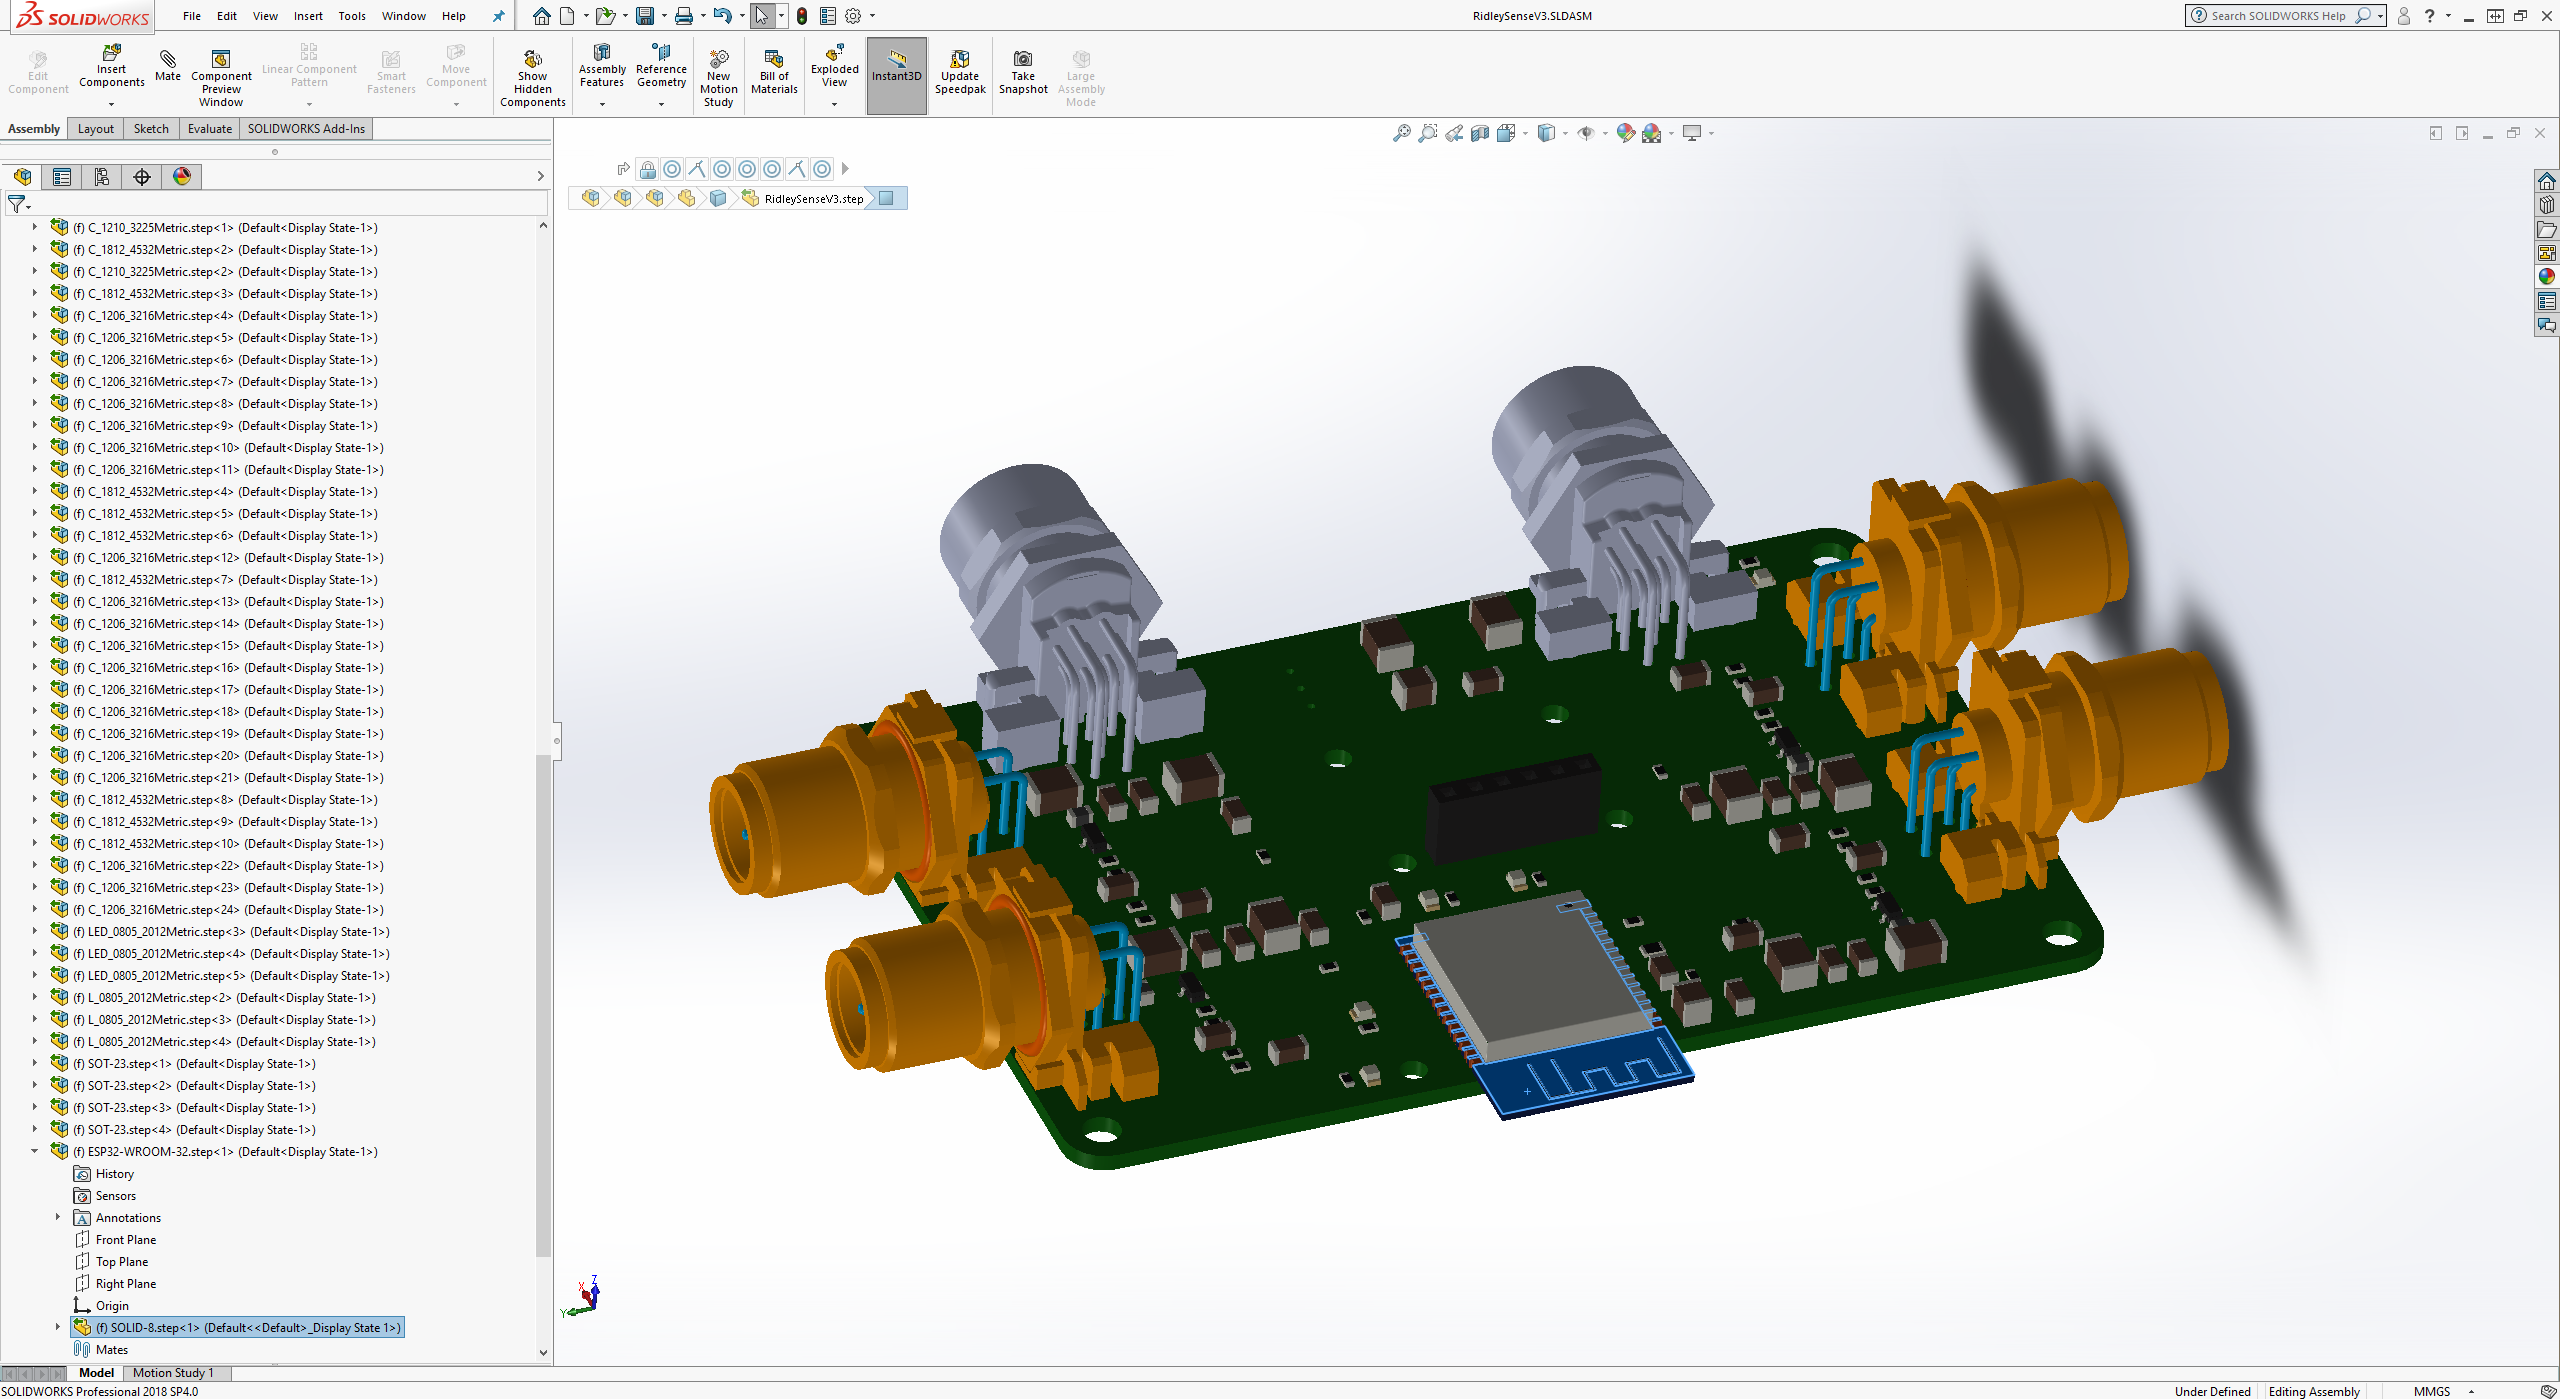 SOLIDWORKS File Edit View Insert Tools Window Help RidleySenseV3.SLDASM Search SOLIDWORKS Help
Edit Component
Insert Components
Mate
Component Preview Window
Linear Component Pattern
Smart Fasteners
Move Component
Show Hidden Components
Assembly Features
Reference Geometry
New Motion Study
Bill of Materials
Exploded View
Instant3D
Update Speedpak
Take Snapshot
Large Assembly Mode
Assembly Layout Sketch Evaluate SOLIDWORKS Add-Ins
RidleySenseV3.step
(f) C_1210_3225Metric.step<1> (Default<Display State-1>)
(f) C_1812_4532Metric.step<2> (Default<Display State-1>)
(f) C_1210_3225Metric.step<2> (Default<Display State-1>)
(f) C_1812_4532Metric.step<3> (Default<Display State-1>)
(f) C_1206_3216Metric.step<4> (Default<Display State-1>)
(f) C_1206_3216Metric.step<5> (Default<Display State-1>)
(f) C_1206_3216Metric.step<6> (Default<Display State-1>)
(f) C_1206_3216Metric.step<7> (Default<Display State-1>)
(f) C_1206_3216Metric.step<8> (Default<Display State-1>)
(f) C_1206_3216Metric.step<9> (Default<Display State-1>)
(f) C_1206_3216Metric.step<10> (Default<Display State-1>)
(f) C_1206_3216Metric.step<11> (Default<Display State-1>)
(f) C_1812_4532Metric.step<4> (Default<Display State-1>)
(f) C_1812_4532Metric.step<5> (Default<Display State-1>)
(f) C_1812_4532Metric.step<6> (Default<Display State-1>)
(f) C_1206_3216Metric.step<12> (Default<Display State-1>)
(f) C_1812_4532Metric.step<7> (Default<Display State-1>)
(f) C_1206_3216Metric.step<13> (Default<Display State-1>)
(f) C_1206_3216Metric.step<14> (Default<Display State-1>)
(f) C_1206_3216Metric.step<15> (Default<Display State-1>)
(f) C_1206_3216Metric.step<16> (Default<Display State-1>)
(f) C_1206_3216Metric.step<17> (Default<Display State-1>)
(f) C_1206_3216Metric.step<18> (Default<Display State-1>)
(f) C_1206_3216Metric.step<19> (Default<Display State-1>)
(f) C_1206_3216Metric.step<20> (Default<Display State-1>)
(f) C_1206_3216Metric.step<21> (Default<Display State-1>)
(f) C_1812_4532Metric.step<8> (Default<Display State-1>)
(f) C_1812_4532Metric.step<9> (Default<Display State-1>)
(f) C_1812_4532Metric.step<10> (Default<Display State-1>)
(f) C_1206_3216Metric.step<22> (Default<Display State-1>)
(f) C_1206_3216Metric.step<23> (Default<Display State-1>)
(f) C_1206_3216Metric.step<24> (Default<Display State-1>)
(f) LED_0805_2012Metric.step<3> (Default<Display State-1>)
(f) LED_0805_2012Metric.step<4> (Default<Display State-1>)
(f) LED_0805_2012Metric.step<5> (Default<Display State-1>)
(f) L_0805_2012Metric.step<2> (Default<Display State-1>)
(f) L_0805_2012Metric.step<3> (Default<Display State-1>)
(f) L_0805_2012Metric.step<4> (Default<Display State-1>)
(f) SOT-23.step<1> (Default<Display State-1>)
(f) SOT-23.step<2> (Default<Display State-1>)
(f) SOT-23.step<3> (Default<Display State-1>)
(f) SOT-23.step<4> (Default<Display State-1>)
(f) ESP32-WROOM-32.step<1> (Default<Display State-1>)
History
Sensors
Annotations
Front Plane
Top Plane
Right Plane
Origin
(f) SOLID-8.step<1> (Default<<Default>_Display State 1>)
Mates
X Z
Y
Model Motion Study 1
SOLIDWORKS Professional 2018 SP4.0 Under Defined Editing Assembly MMGS